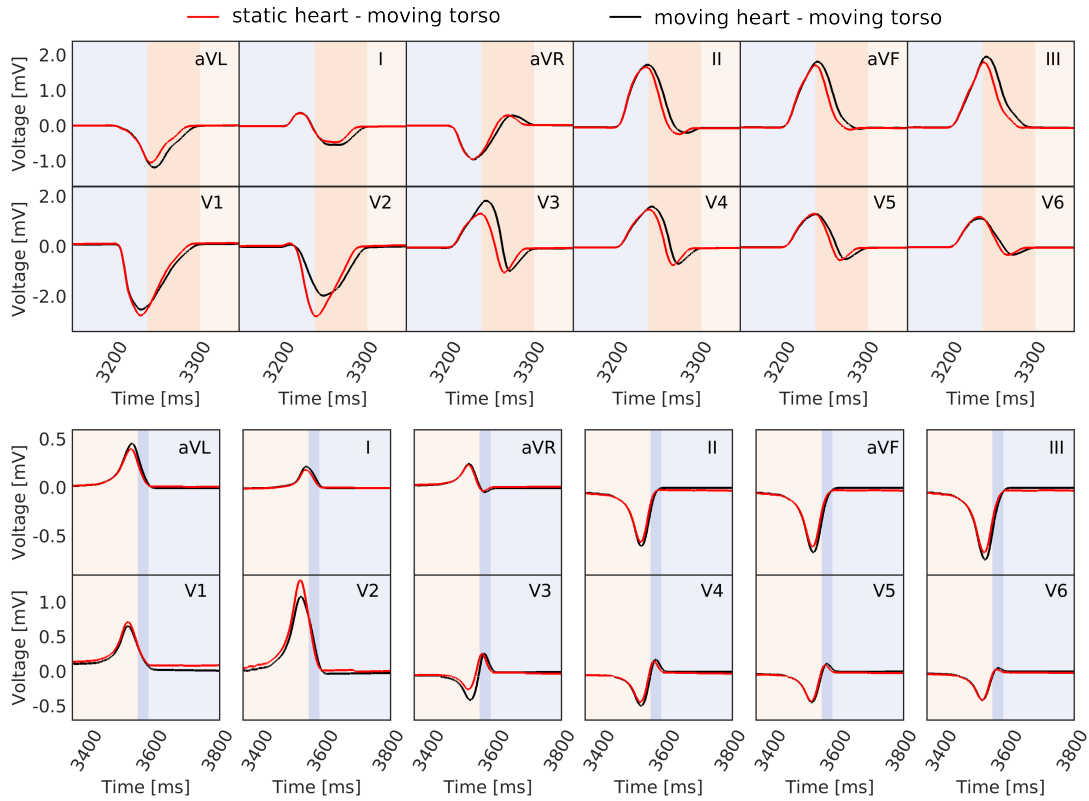 static heart - moving torso moving heart - moving torso
Voltage [mV] 2.0 1.0 0.0 -1.0 aVL I aVR II aVF III
Voltage [mV] 2.0 0.0 -2.0 V1 V2 V3 V4 V5 V6
3200 3300 3200 3300 3200 3300 3200 3300 3200 3300 3200 3300
Time [ms] Time [ms] Time [ms] Time [ms] Time [ms] Time [ms]
Voltage [mV] 0.5 0.0 -0.5 aVL I aVR II aVF III
Voltage [mV] 1.0 0.5 0.0 -0.5 V1 V2 V3 V4 V5 V6
3400 3600 3800 3400 3600 3800 3400 3600 3800 3400 3600 3800 3400 3600 3800 3400 3600 3800
Time [ms] Time [ms] Time [ms] Time [ms] Time [ms] Time [ms]